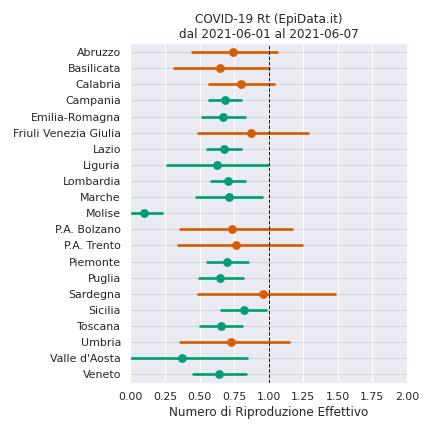 COVID-19 Rt (EpiData.it)
dal 2021-06-01 al 2021-06-07
Abruzzo
Basilicata
Calabria
Campania
Emilia-Romagna
Friuli Venezia Giulia
Lazio
Liguria
Lombardia
Marche
Molise
P.A. Bolzano
P.A. Trento
Piemonte
Puglia
Sardegna
Sicilia
Toscana
Umbria
Valle d'Aosta
Veneto
0.00 0.25 0.50 0.75 1.00 1.25 1.50 1.75 2.00
Numero di Riproduzione Effettivo